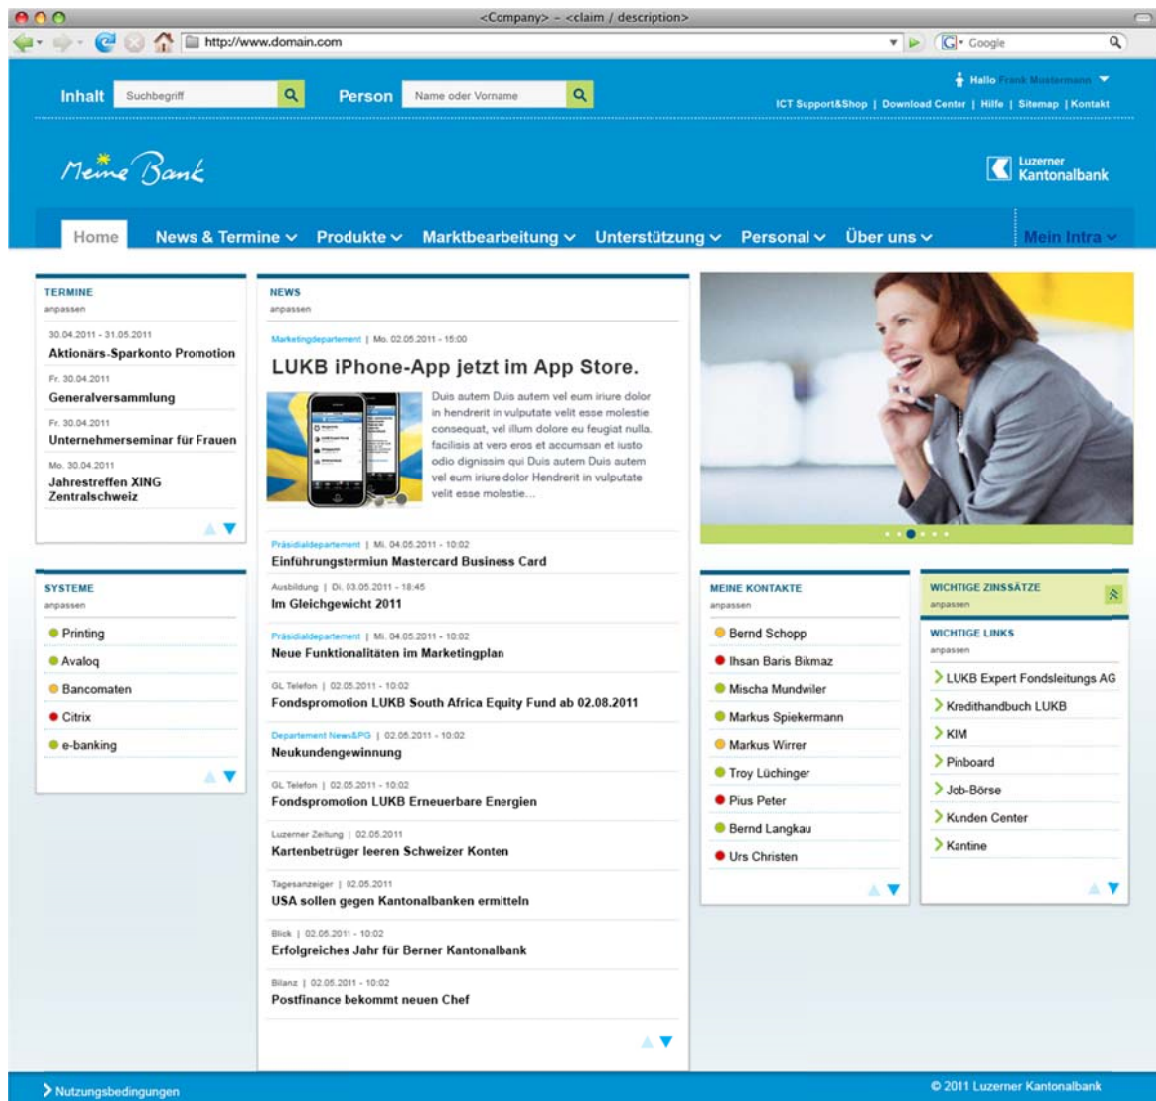 <Company> – <claim / description>
http://www.domain.com
Google
Inhalt Suchbegriff Person Name oder Vorname
Hallo Frank Mustermann
ICT Support&Shop | Download Center | Hilfe | Sitemap | Kontakt
Meine Bank
Luzerner
Kantonalbank
Home News & Termine Produkte Marktbearbeitung Unterstützung Personal Über uns Mein Intra
TERMINE
anpassen
30.04.2011 - 31.05.2011
Aktionärs-Sparkonto Promotion
Fr. 30.04.2011
Generalversammlung
Fr. 30.04.2011
Unternehmerseminar für Frauen
Mo. 30.04.2011
Jahrestreffen XING
Zentralschweiz
SYSTEME
anpassen
Printing
Avaloq
Bancomaten
Citrix
e-banking
NEWS
anpassen
Marketingdepartement | Mo. 02.05.2011 - 15:00
LUKB iPhone-App jetzt im App Store.
Duis autem Duis autem vel eum iriure dolor
in hendrerit in vulputate velit esse molestie
consequat, vel illum dolore eu feugiat nulla.
facilisis at vero eros et accumsan et iusto
odio dignissim qui Duis autem Duis autem
vel eum iriure dolor Hendrerit in vulputate
velit esse molestie...
Präsidialdepartement | Mi. 04.05.2011 - 10:02
Einführungstermiun Mastercard Business Card
Ausbildung | Di. 03.05.2011 - 18:45
Im Gleichgewicht 2011
Präsidialdepartement | Mi. 04.05.2011 - 10:02
Neue Funktionalitäten im Marketingplan
GL Telefon | 02.05.2011 - 10:02
Fondspromotion LUKB South Africa Equity Fund ab 02.08.2011
Departement News&PG | 02.05.2011 - 10:02
Neukundengewinnung
GL Telefon | 02.05.2011 - 10:02
Fondspromotion LUKB Erneuerbare Energien
Luzerner Zeitung | 02.05.2011
Kartenbetrüger leeren Schweizer Konten
Tagesanzeiger | 02.05.2011
USA sollen gegen Kantonalbanken ermitteln
Blick | 02.05.2011 - 10:02
Erfolgreiches Jahr für Berner Kantonalbank
Bilanz | 02.05.2011 - 10:02
Postfinance bekommt neuen Chef
MEINE KONTAKTE
anpassen
Bernd Schopp
Ihsan Baris Bikmaz
Mischa Mundwiler
Markus Spiekermann
Markus Wirrer
Troy Lüchinger
Pius Peter
Bernd Langkau
Urs Christen
WICHTIGE ZINSSÄTZE
anpassen
WICHTIGE LINKS
anpassen
LUKB Expert Fondsleitungs AG
Kredithandbuch LUKB
KIM
Pinboard
Job-Börse
Kunden Center
Kantine
Nutzungsbedingungen
© 2011 Luzerner Kantonalbank